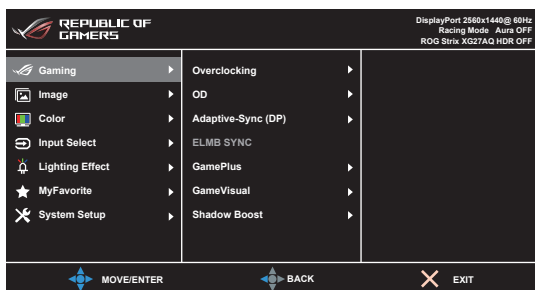 REPUBLIC OF
GAMERS
DisplayPort 2560x1440@ 60Hz
Racing Mode Aura OFF
ROG Strix XG27AQ HDR OFF
Gaming
Image
Color
Input Select
Lighting Effect
MyFavorite
System Setup
Overclocking
OD
Adaptive-Sync (DP)
ELMB SYNC
GamePlus
GameVisual
Shadow Boost
MOVE/ENTER
BACK
EXIT